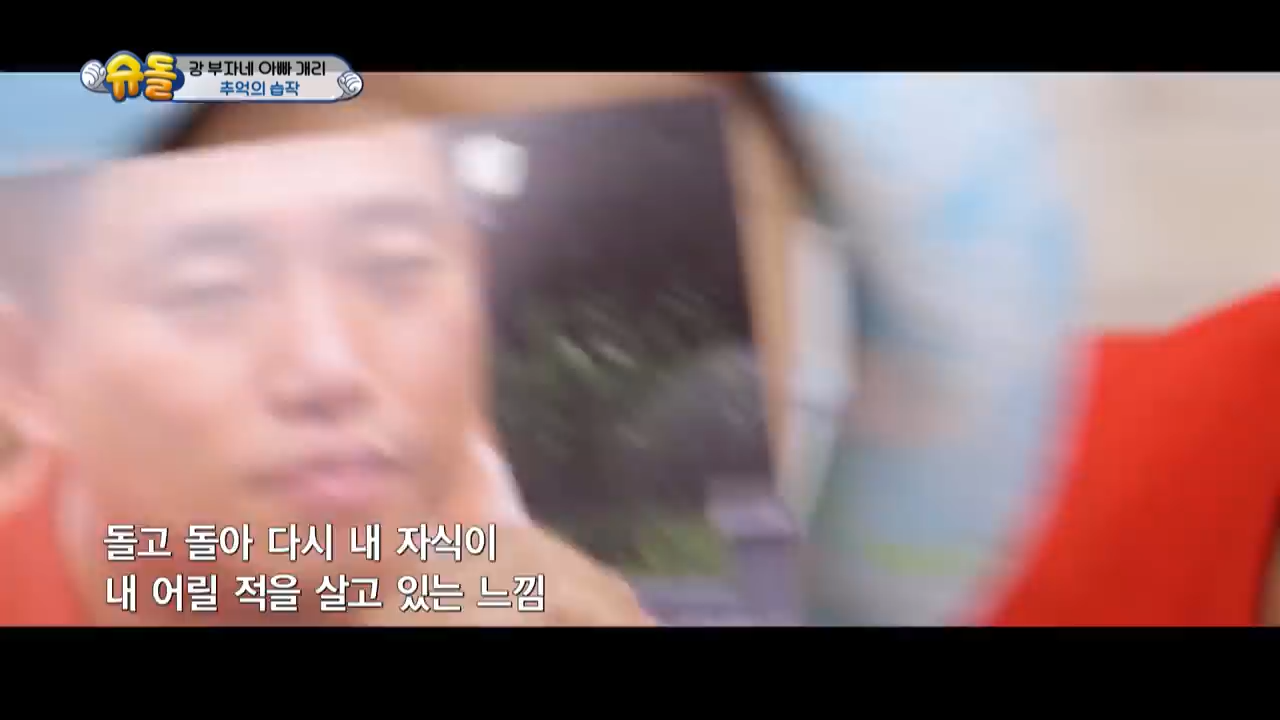 슈돌
강 부자네 아빠 개리
추억의 습작
돌고 돌아 다시 내 자식이
내 어릴 적을 살고 있는 느낌